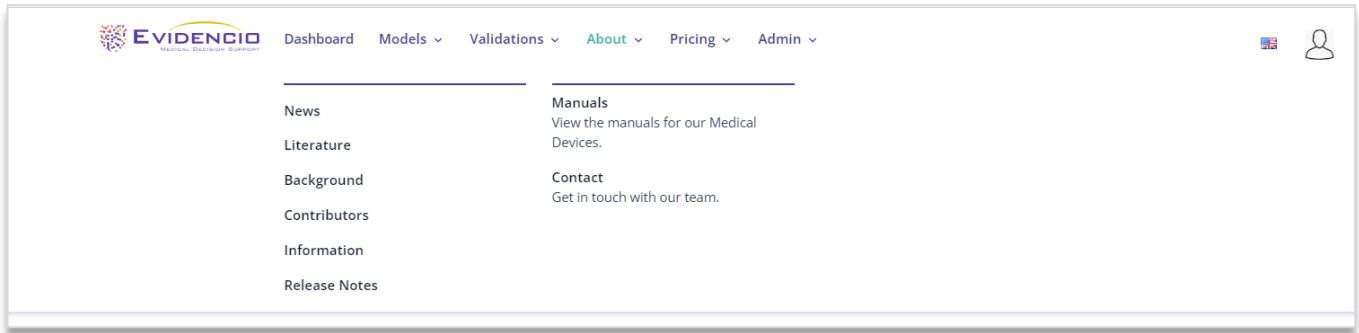 EVIDENCIO
MEDICAL DECISION SUPPORT
Dashboard Models Validations About Pricing Admin
News
Literature
Background
Contributors
Information
Release Notes
Manuals
View the manuals for our Medical
Devices.
Contact
Get in touch with our team.